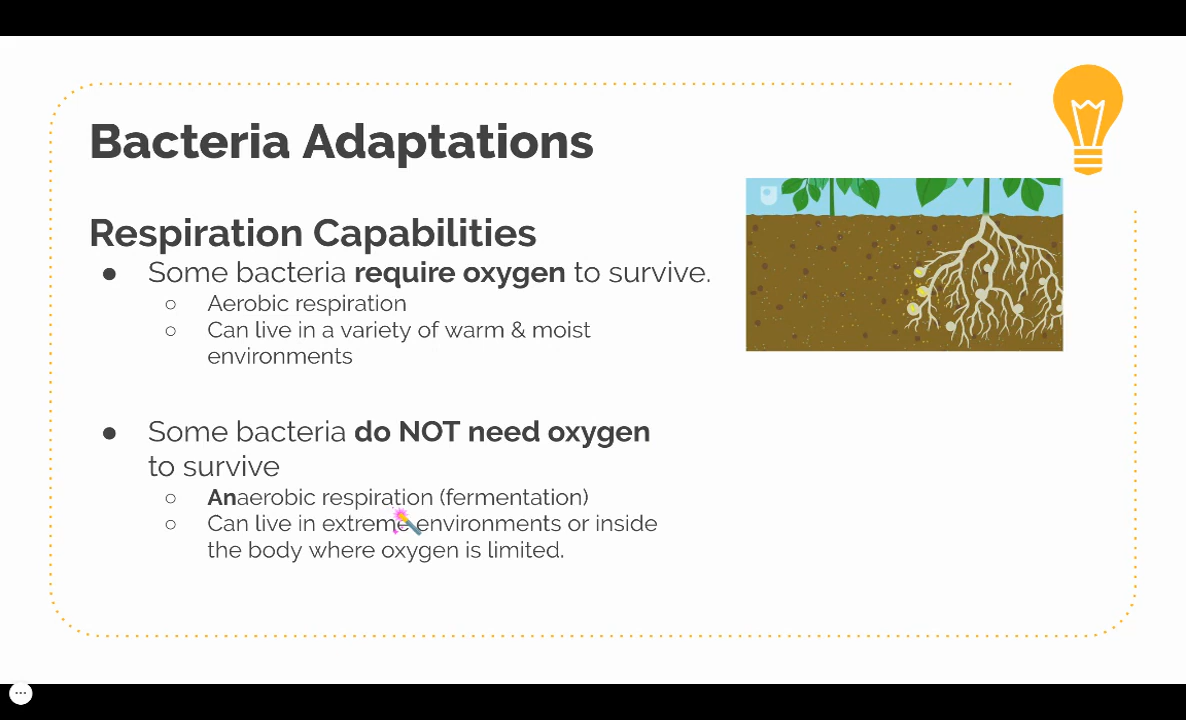 Bacteria Adaptations
Respiration Capabilities
● Some bacteria require oxygen to survive.
○ Aerobic respiration
○ Can live in a variety of warm & moist
environments
● Some bacteria do NOT need oxygen
to survive
○ Anaerobic respiration (fermentation)
○ Can live in extreme environments or inside
the body where oxygen is limited.